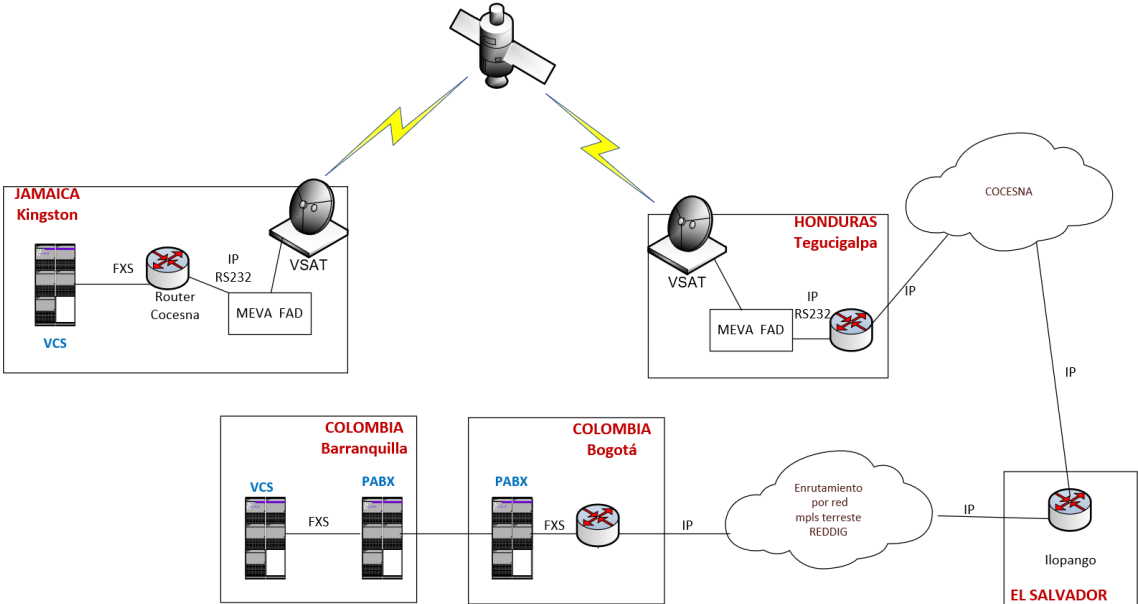 JAMAICA
Kingston
FXS
IP
RS232
Router
Cocesna
MEVA FAD
VSAT
VCS
HONDURAS
Tegucigalpa
VSAT
MEVA FAD
IP
RS232
IP
COCESNA
IP
COLOMBIA
Barranquilla
VCS
FXS
PABX
COLOMBIA
Bogotá
PABX
FXS
IP
Enrutamiento
por red
mpls terreste
REDDIG
IP
Ilopango
EL SALVADOR